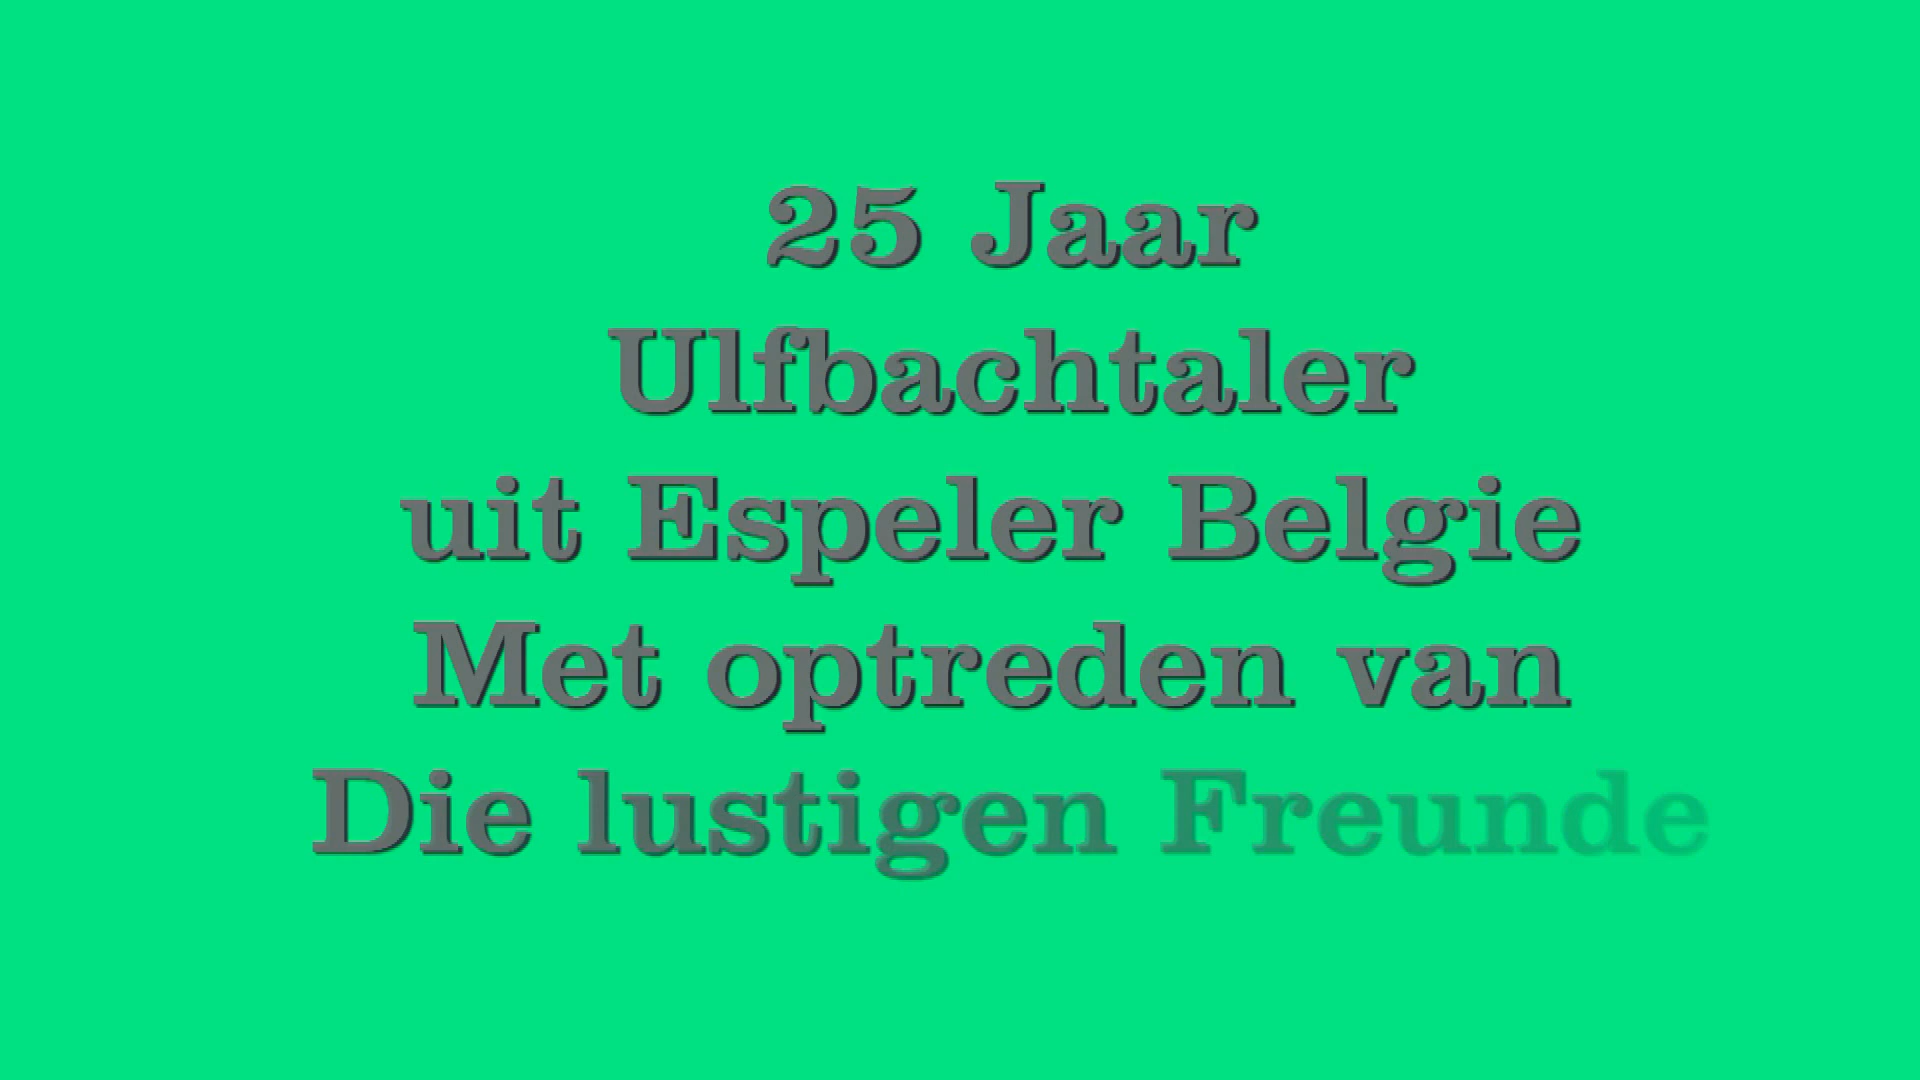 25 Jaar
Ulfbachtaler
uit Espeler Belgie
Met optreden van
Die lustigen Freunde